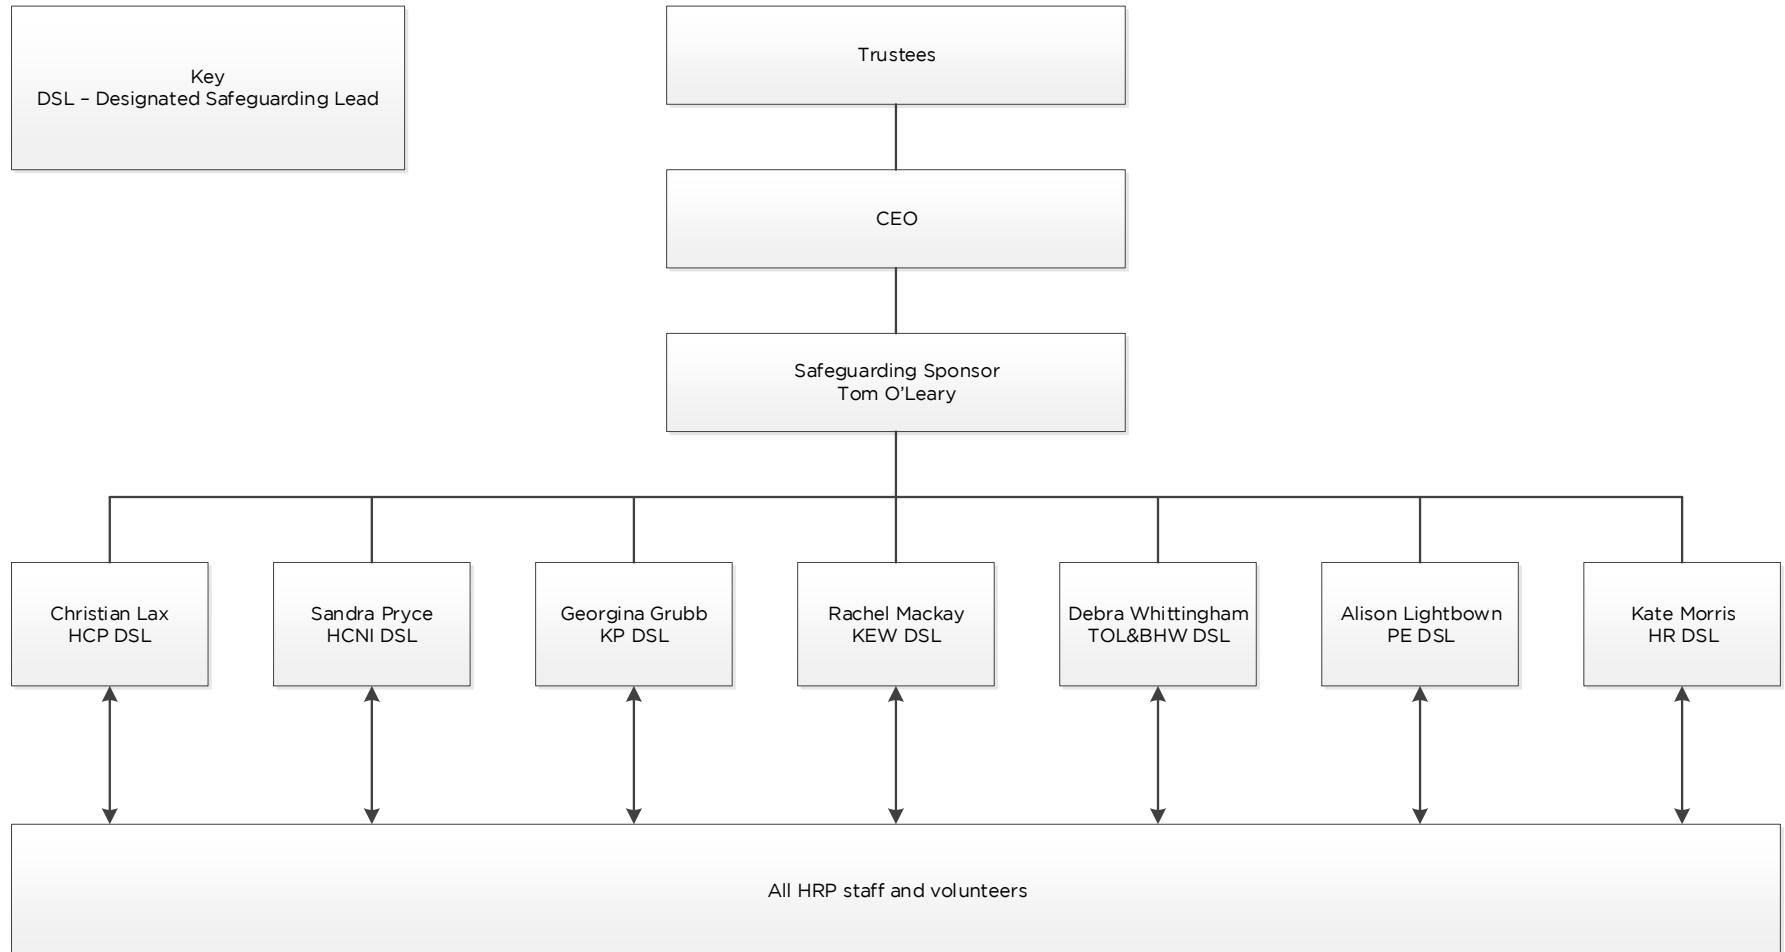 Key
DSL – Designated Safeguarding Lead
Trustees
CEO
Safeguarding Sponsor
Tom O’Leary
Christian Lax
HCP DSL
Sandra Pryce
HCNI DSL
Georgina Grubb
KP DSL
Rachel Mackay
KEW DSL
Debra Whittingham
TOL&BHW DSL
Alison Lightbown
PE DSL
Kate Morris
HR DSL
All HRP staff and volunteers